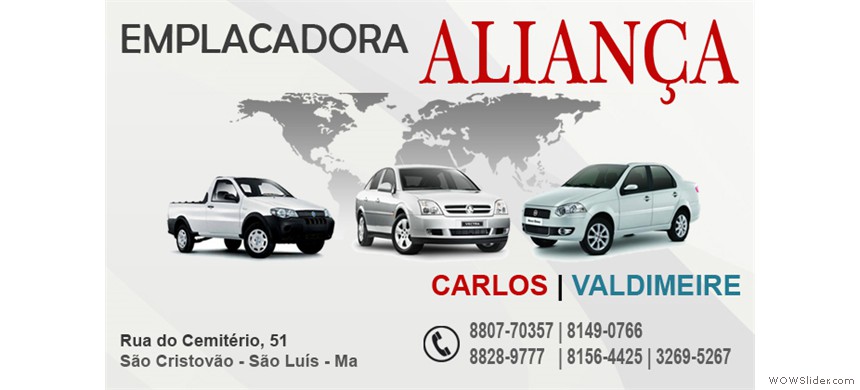 EMPLACADORA ALIANÇA
CARLOS | VALDIMEIRE
Rua do Cemitério, 51
São Cristovão - São Luís - Ma
8807-70357 | 8149-0766
8828-9777 | 8156-4425 | 3269-5267
WOWSlider.com